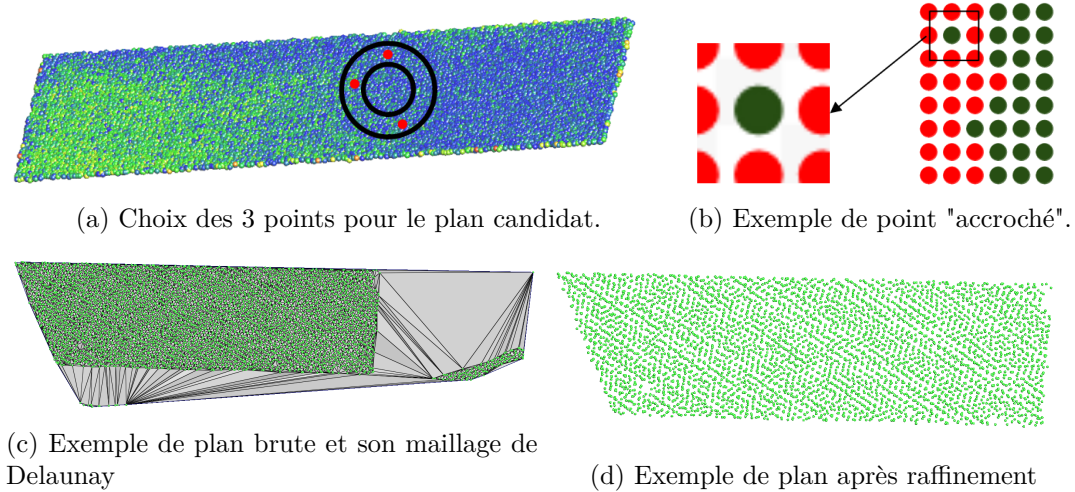 (a) Choix des 3 points pour le plan candidat.
(b) Exemple de point "accroché".
(c) Exemple de plan brute et son maillage de
Delaunay
(d) Exemple de plan après raffinement